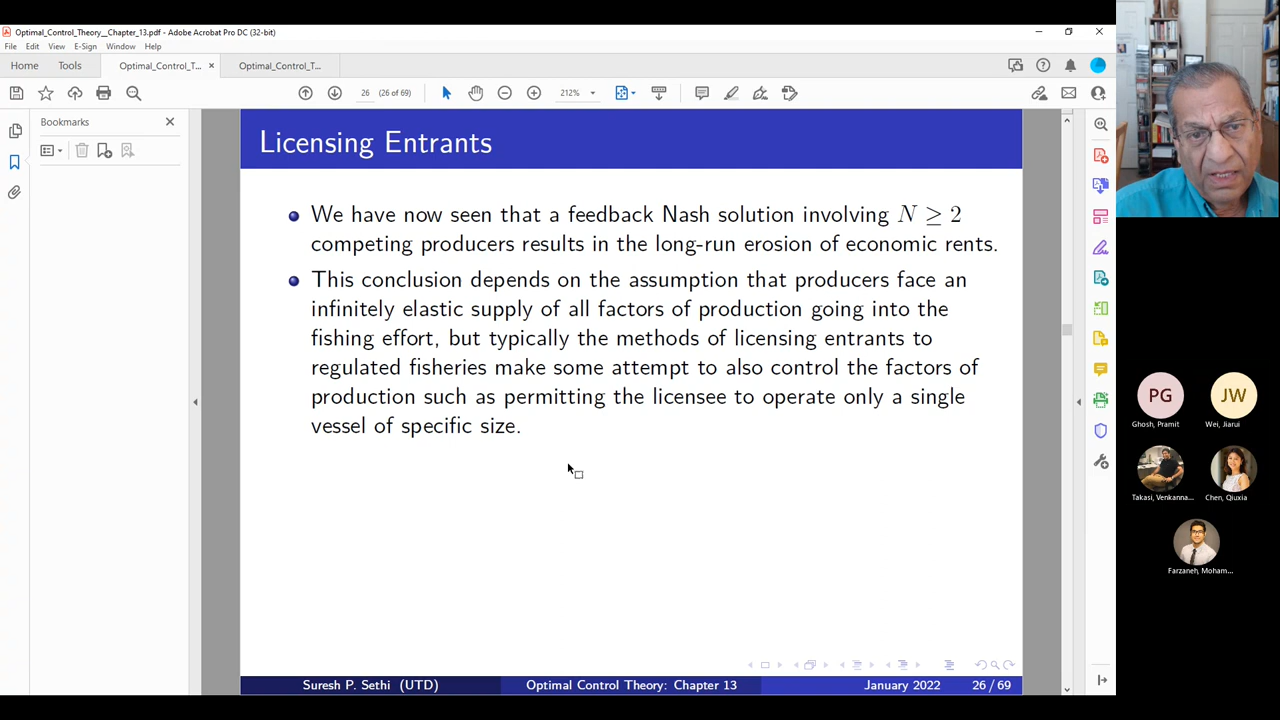 Optimal_Control_Theory__Chapter_13.pdf - Adobe Acrobat Pro DC (32-bit)
File Edit View E-Sign Window Help
Home Tools Optimal_Control_T... × Optimal_Control_T...
26 (26 of 69) 212%
Bookmarks
Licensing Entrants
We have now seen that a feedback Nash solution involving N ≥ 2
competing producers results in the long-run erosion of economic rents.
This conclusion depends on the assumption that producers face an
infinitely elastic supply of all factors of production going into the
fishing effort, but typically the methods of licensing entrants to
regulated fisheries make some attempt to also control the factors of
production such as permitting the licensee to operate only a single
vessel of specific size.
Suresh P. Sethi (UTD) Optimal Control Theory: Chapter 13 January 2022 26 / 69
PG JW
Ghosh, Pramit Wei, Jiarui
Takasi, Venkanna... Chen, Qiuxia
Farzaneh, Moham...